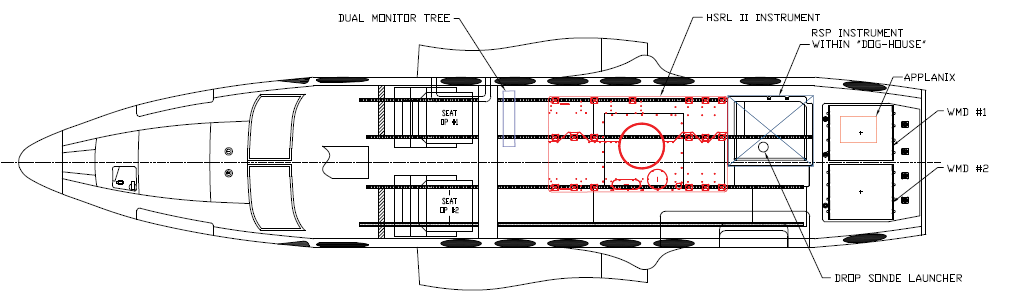 DUAL MONITOR TREE
HSRL II INSTRUMENT
RSP INSTRUMENT
WITHIN "DOG-HOUSE"
APPLANIX
WMD #1
SEAT
OP #1
WMD #2
SEAT
OP #2
DROP SONDE LAUNCHER